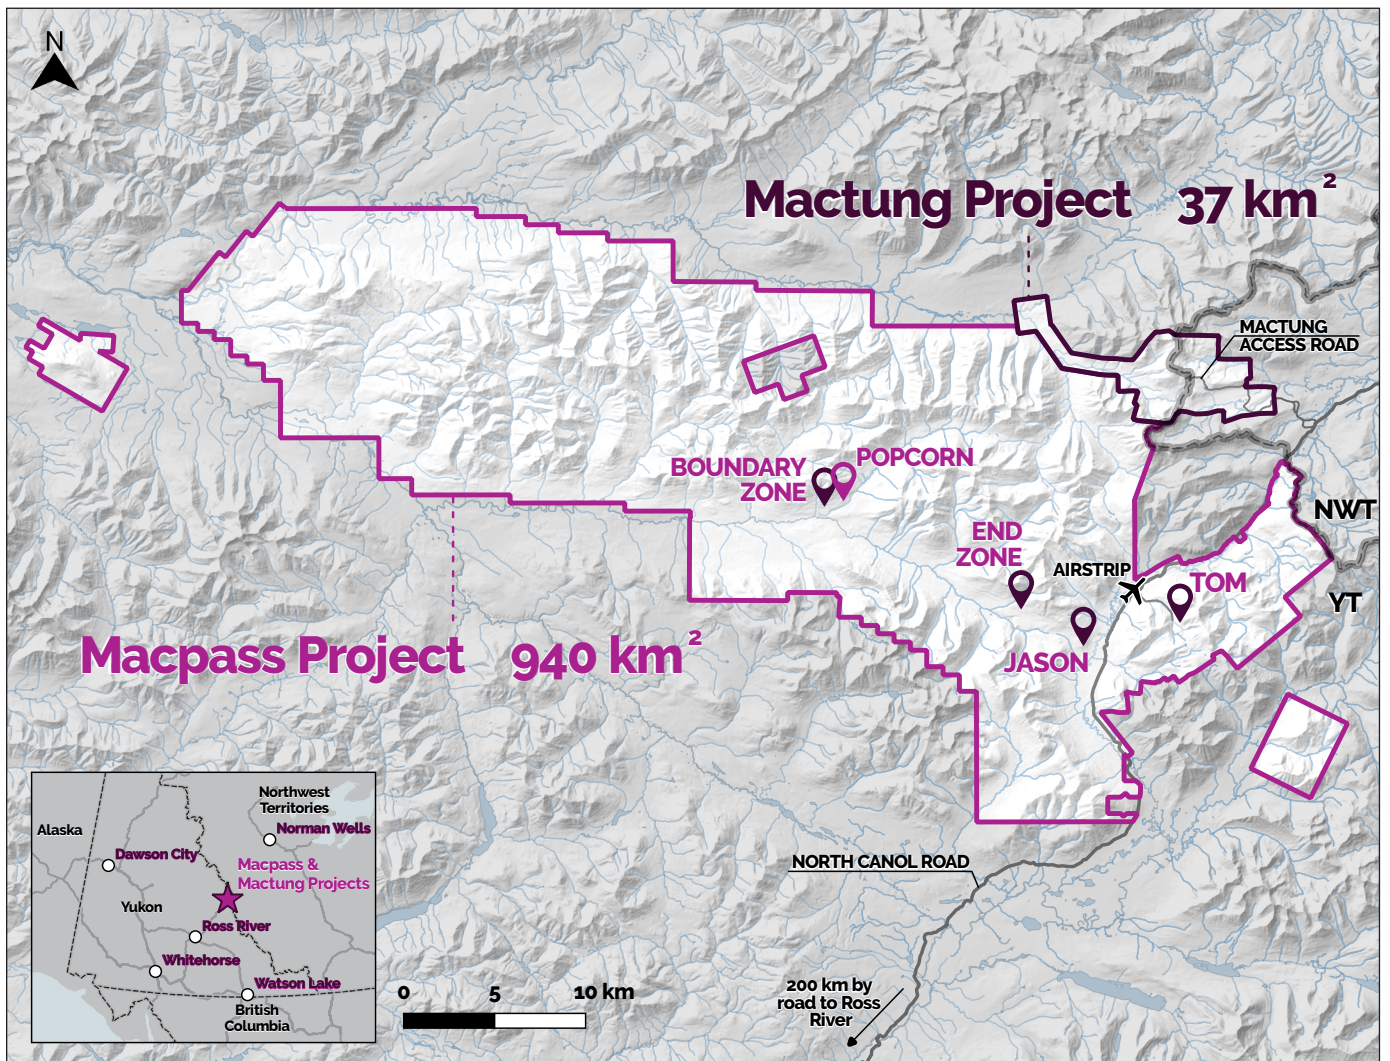 N
Mactung Project 37 km²
MACTUNG
ACCESS ROAD
BOUNDARY
ZONE
POPCORN
END
ZONE
NWT
AIRSTRIP
TOM
YT
JASON
Macpass Project 940 km²
NORTH CANOL ROAD
200 km by
road to Ross
River
0 5 10 km
Northwest
Territories
Alaska
Norman Wells
Dawson City
Macpass &
Mactung Projects
Yukon
Ross River
Whitehorse
Watson Lake
British
Columbia